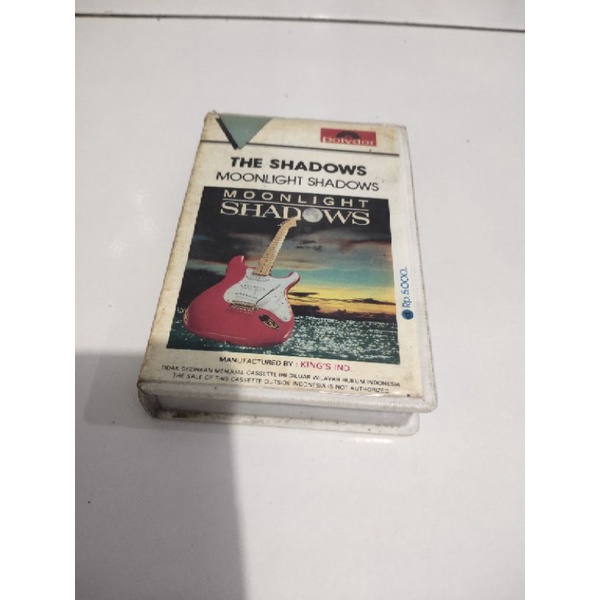 Polydor
THE SHADOWS
MOONLIGHT SHADOWS
MOONLIGHT
SHADOWS
Rp.5000,
MANUFACTURED BY : KING'S IND.
TIDAK DIIZINKAN MENJUAL CASSETTE INI DILUAR WILAYAH HUKUM INDONESIA
THE SALE OF THIS CASSETTE OUTSIDE INDONESIA IS NOT AUTHORIZED